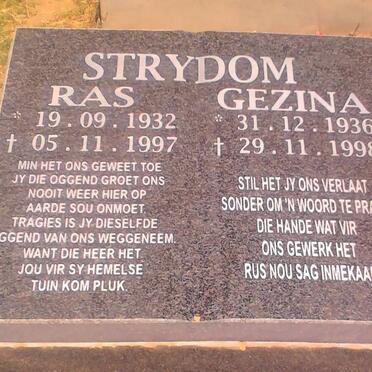 STRYDOM
RAS
* 19 . 09 . 1932
† 05 . 11 . 1997
MIN HET ONS GEWEET TOE
JY DIE OGGEND GROET ONS
NOOIT WEER HIER OP
AARDE SOU ONTMOET.
TRAGIES IS JY DIESELFDE
GGEND VAN ONS WEGGENEEM.
WANT DIE HEER HET
JOU VIR SY HEMELSE
TUIN KOM PLUK.
GEZINA
* 31 . 12 . 1936
† 29 . 11 . 1998
STIL HET JY ONS VERLAAT
SONDER OM 'N WOORD TE PRA
DIE HANDE WAT VIR
ONS GEWERK HET
RUS NOU SAG INMEKAA